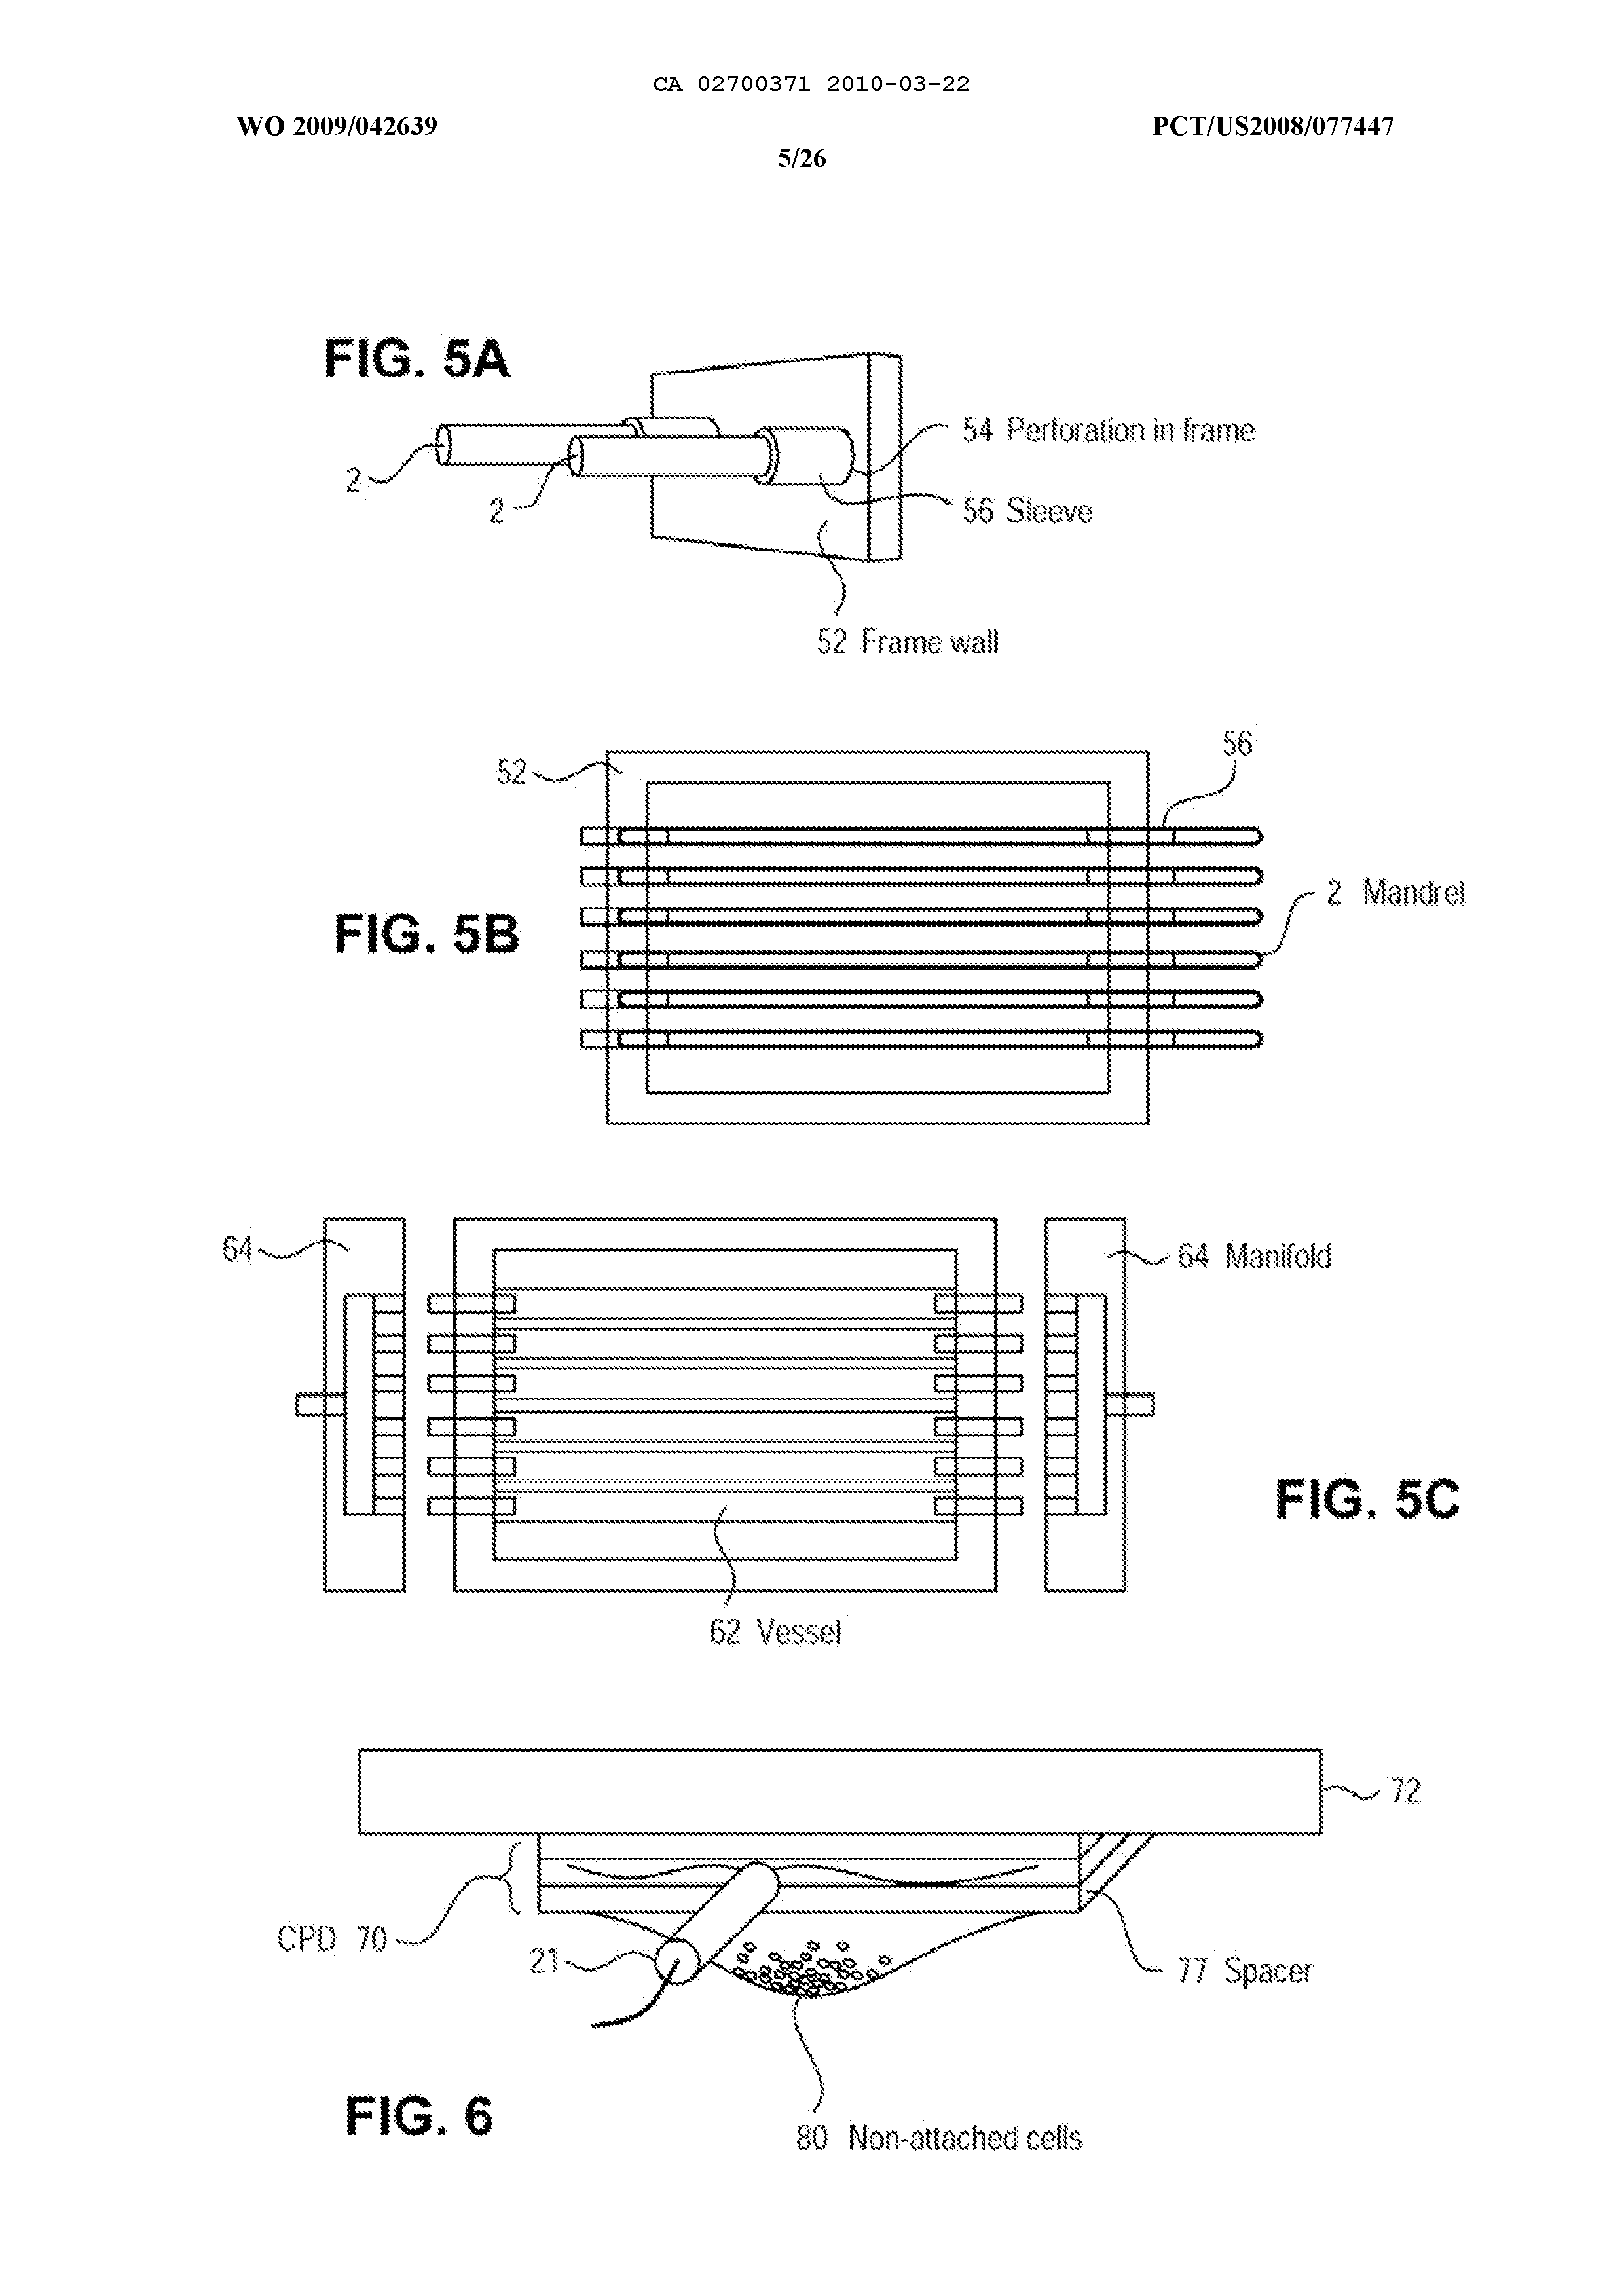 CA 02700371 2010-03-22
WO 2009/042639
PCT/US2008/077447
5/26
FIG. 5A
54 Perforation in frame
2
2
56 Sleeve
52 Frame wall
56
52
2 Mandrel
FIG. 5B
64
64 Manifold
FIG. 5C
62 Vessel
72
CPD 70
21
77 Spacer
FIG. 6
80 Non-attached cells